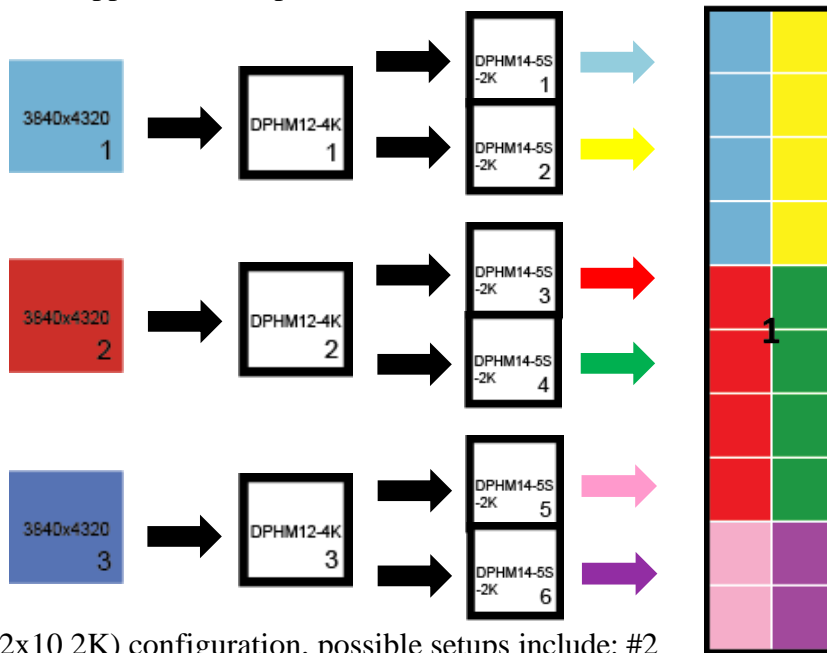 DPHM14-5S
-2K
1
3840x4320
1
DPHM12-4K
1
DPHM14-5S
-2K
2
DPHM14-5S
-2K
3
3840x4320
2
DPHM12-4K
2
1
DPHM14-5S
-2K
4
DPHM14-5S
-2K
5
3840x4320
3
DPHM12-4K
3
DPHM14-5S
-2K
6
2x10 2K) configuration, possible setups include: #2